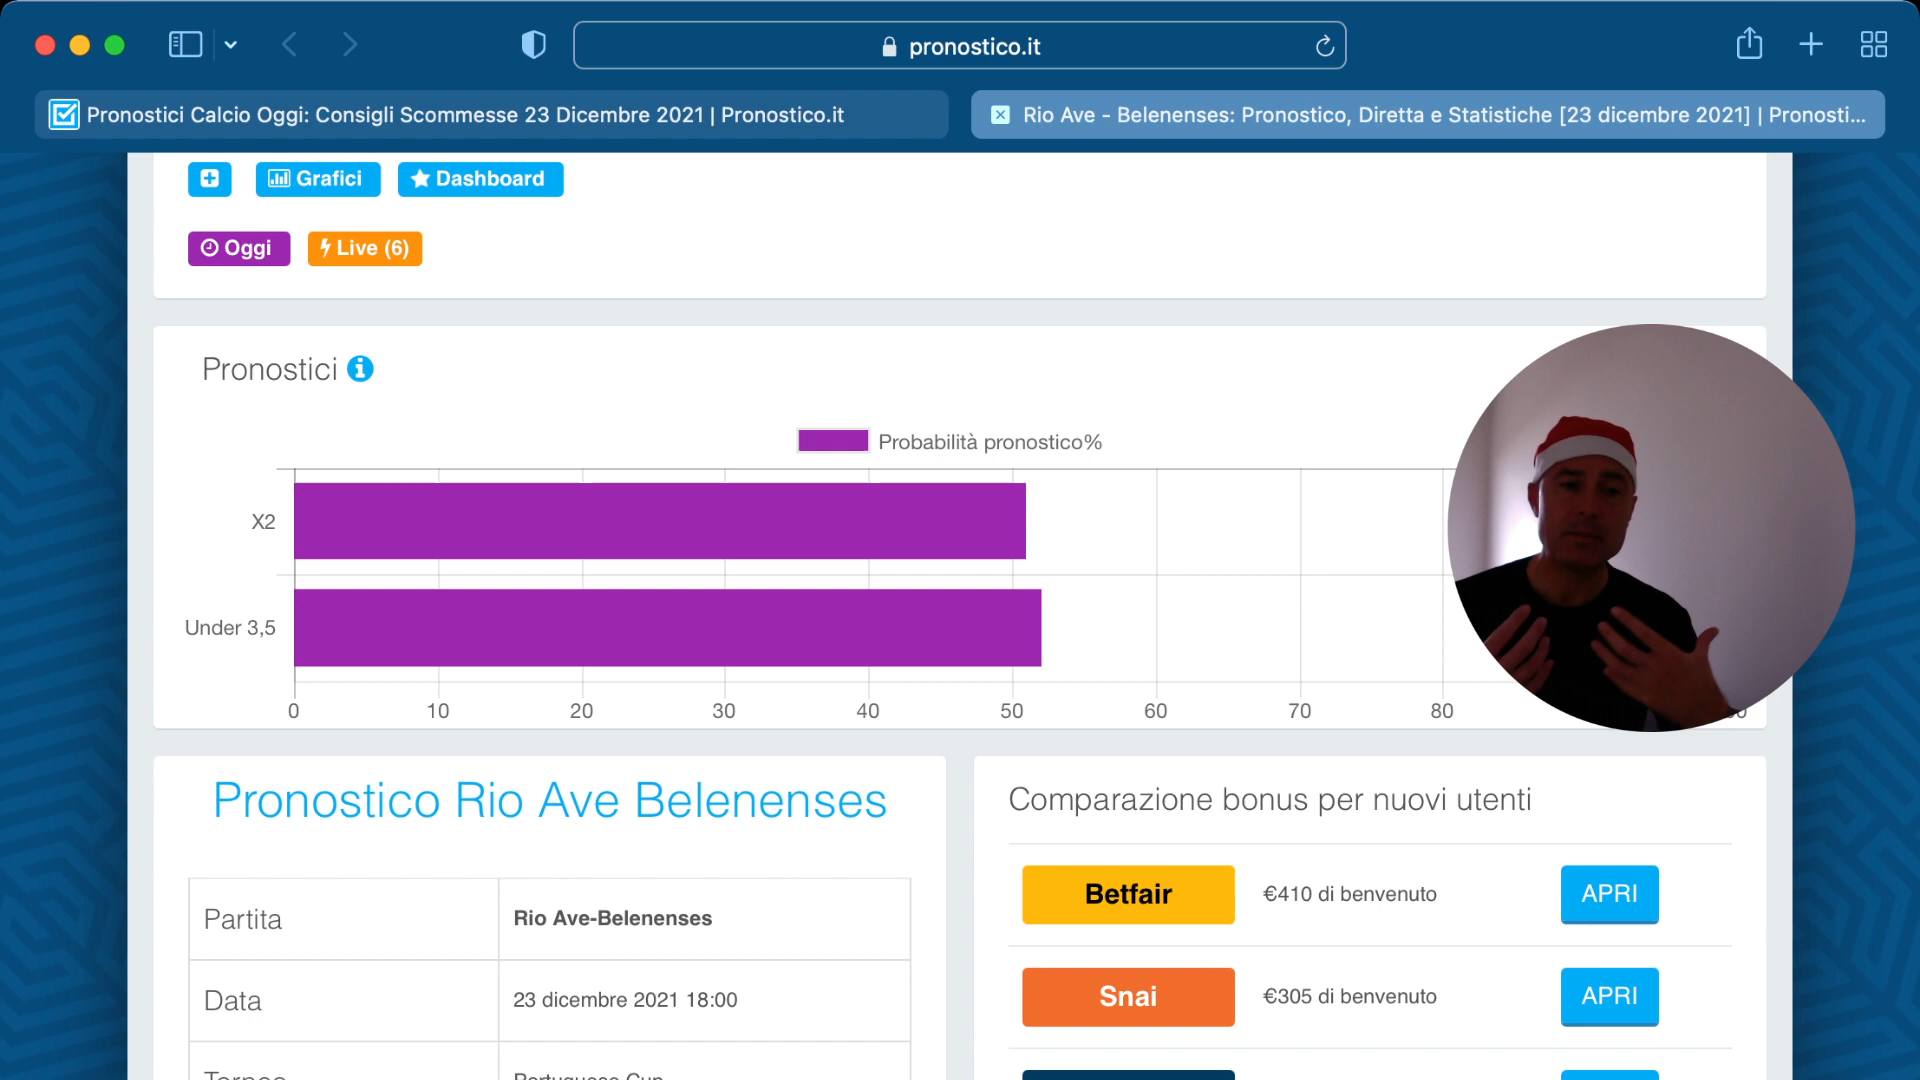 pronostico.it
Pronostici Calcio Oggi: Consigli Scommesse 23 Dicembre 2021 | Pronostico.it
Rio Ave - Belenenses: Pronostico, Diretta e Statistiche [23 dicembre 2021] | Pronosti...
Grafici
Dashboard
Oggi
Live (6)
Pronostici
Probabilità pronostico%
X2
Under 3,5
0 10 20 30 40 50 60 70 80
Pronostico Rio Ave Belenenses
Partita Rio Ave-Belenenses
Data 23 dicembre 2021 18:00
Comparazione bonus per nuovi utenti
Betfair €410 di benvenuto APRI
Snai €305 di benvenuto APRI